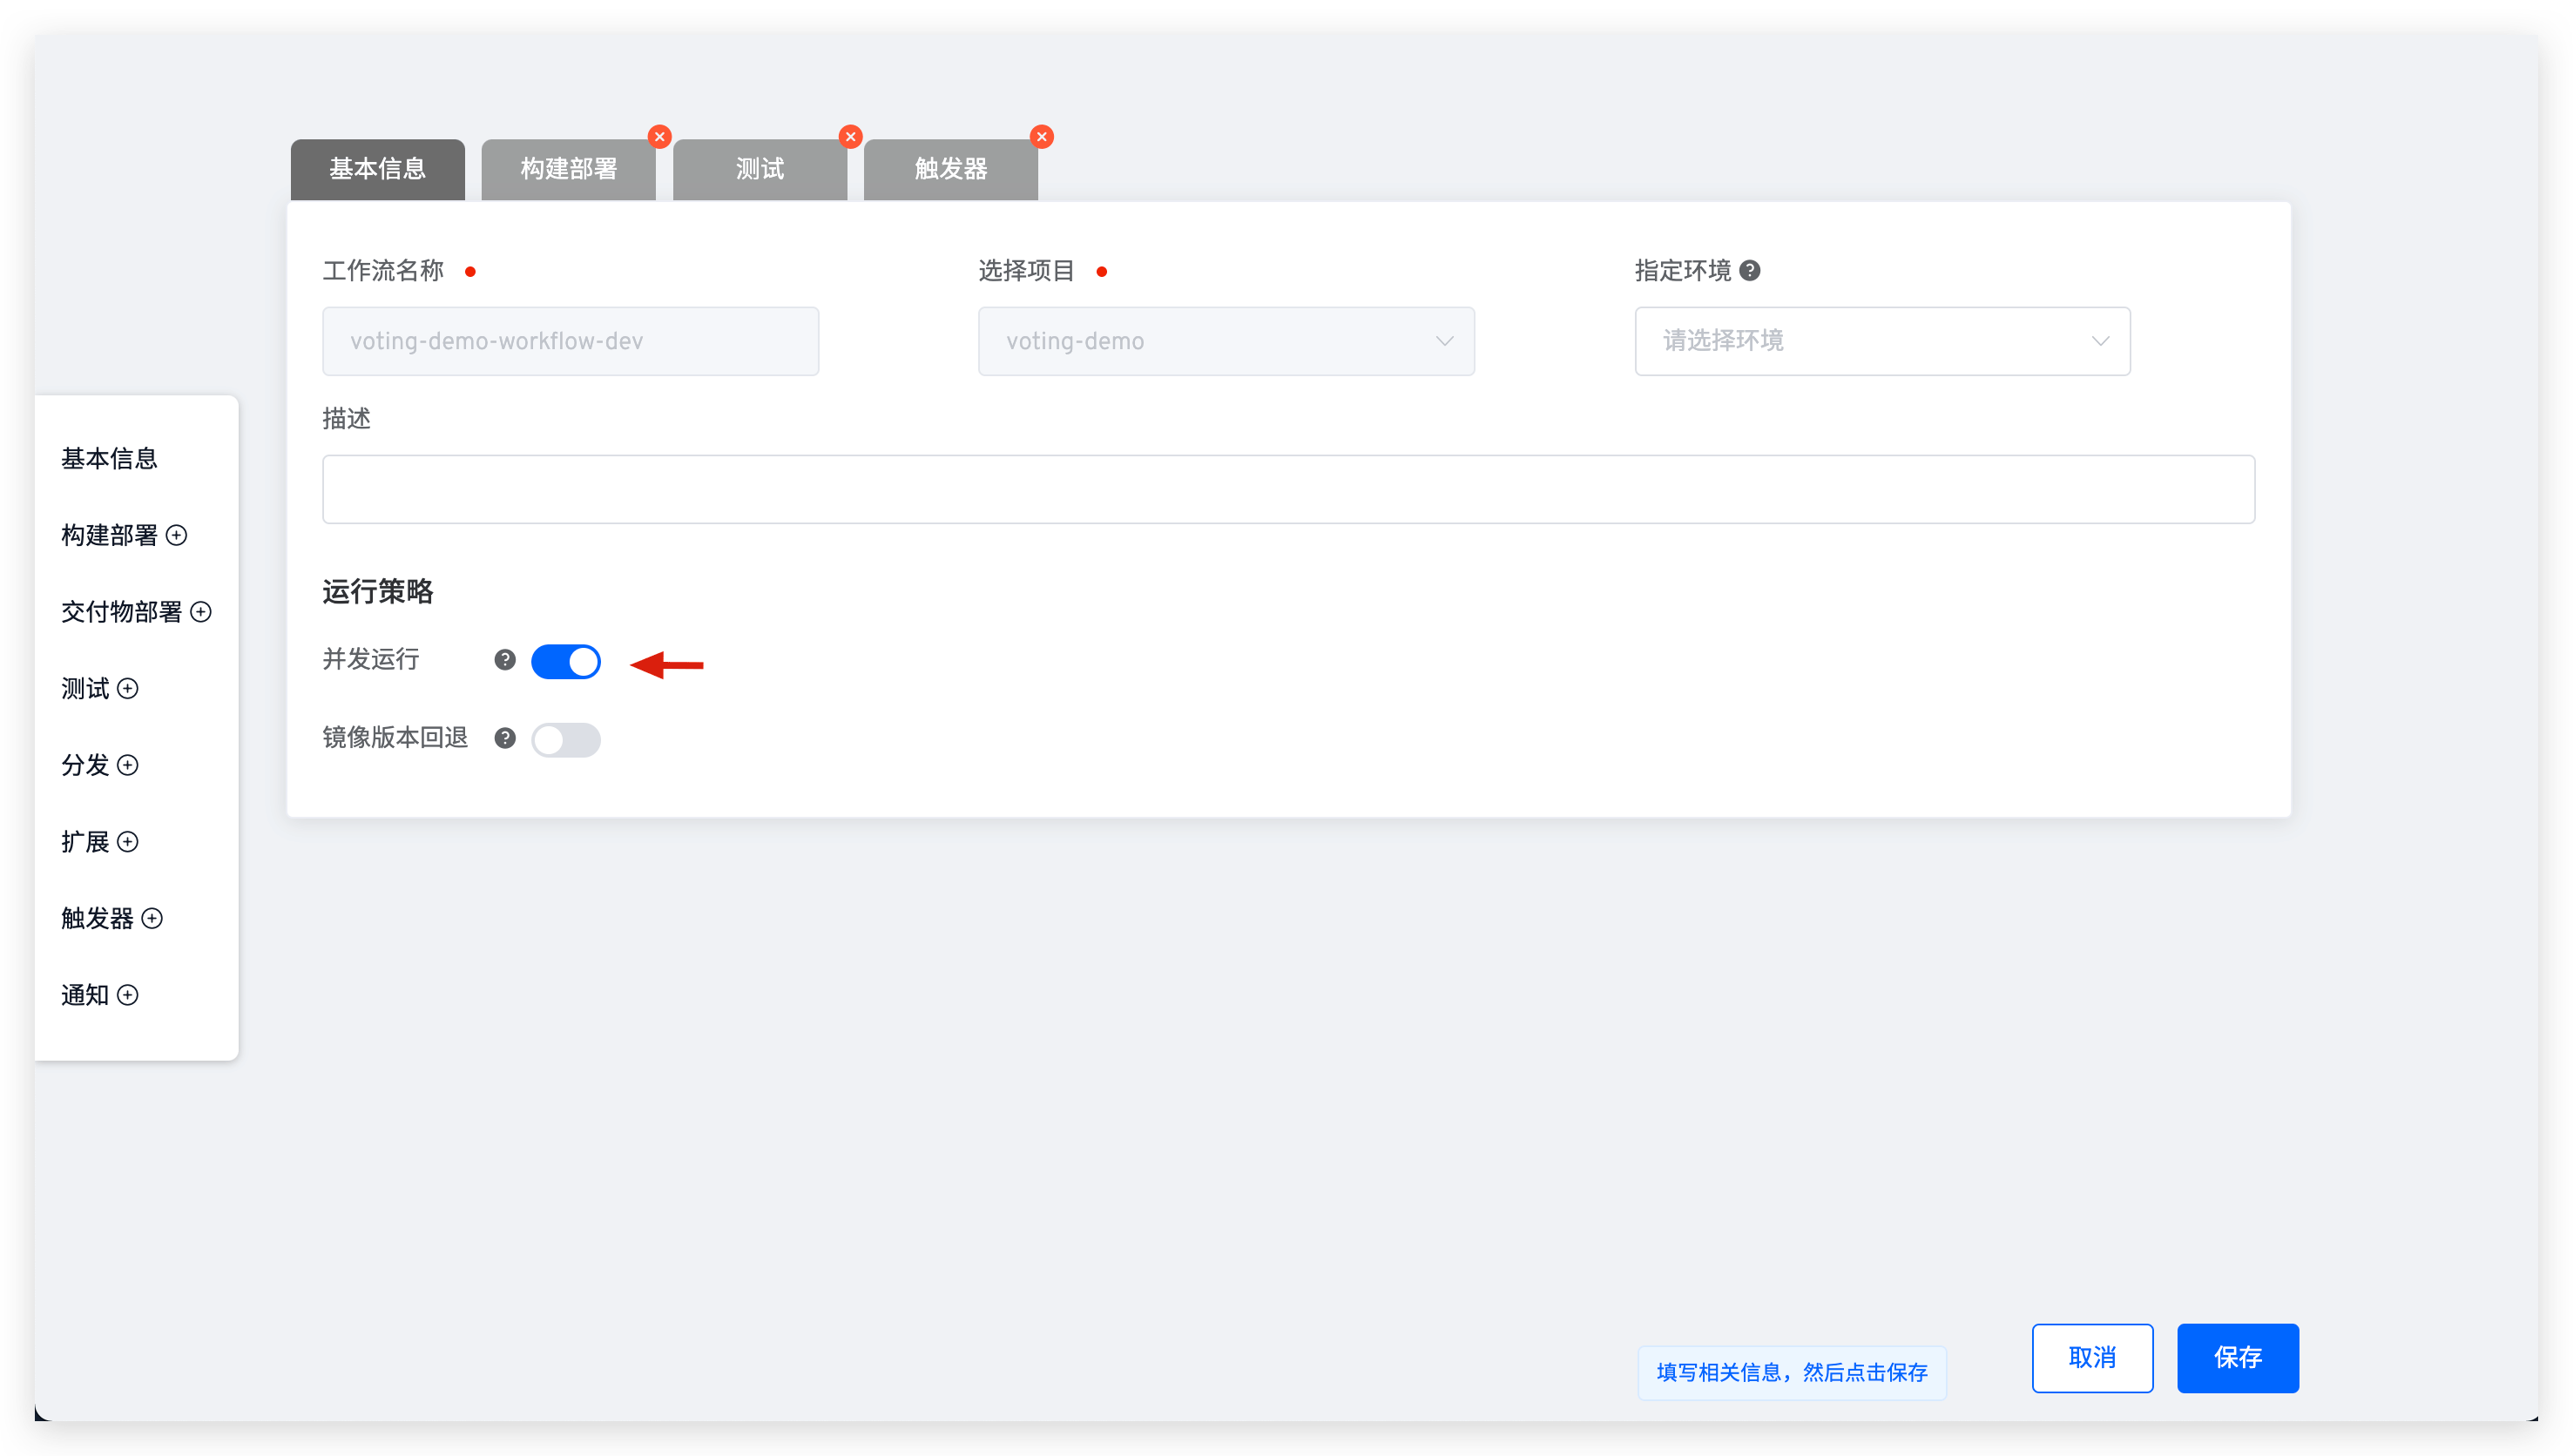 基本信息
构建部署
测试
触发器
工作流名称
选择项目
指定环境
voting-demo-workflow-dev
voting-demo
请选择环境
描述
运行策略
并发运行
镜像版本回退
基本信息
构建部署
交付物部署
测试
分发
扩展
触发器
通知
填写相关信息，然后点击保存
取消
保存